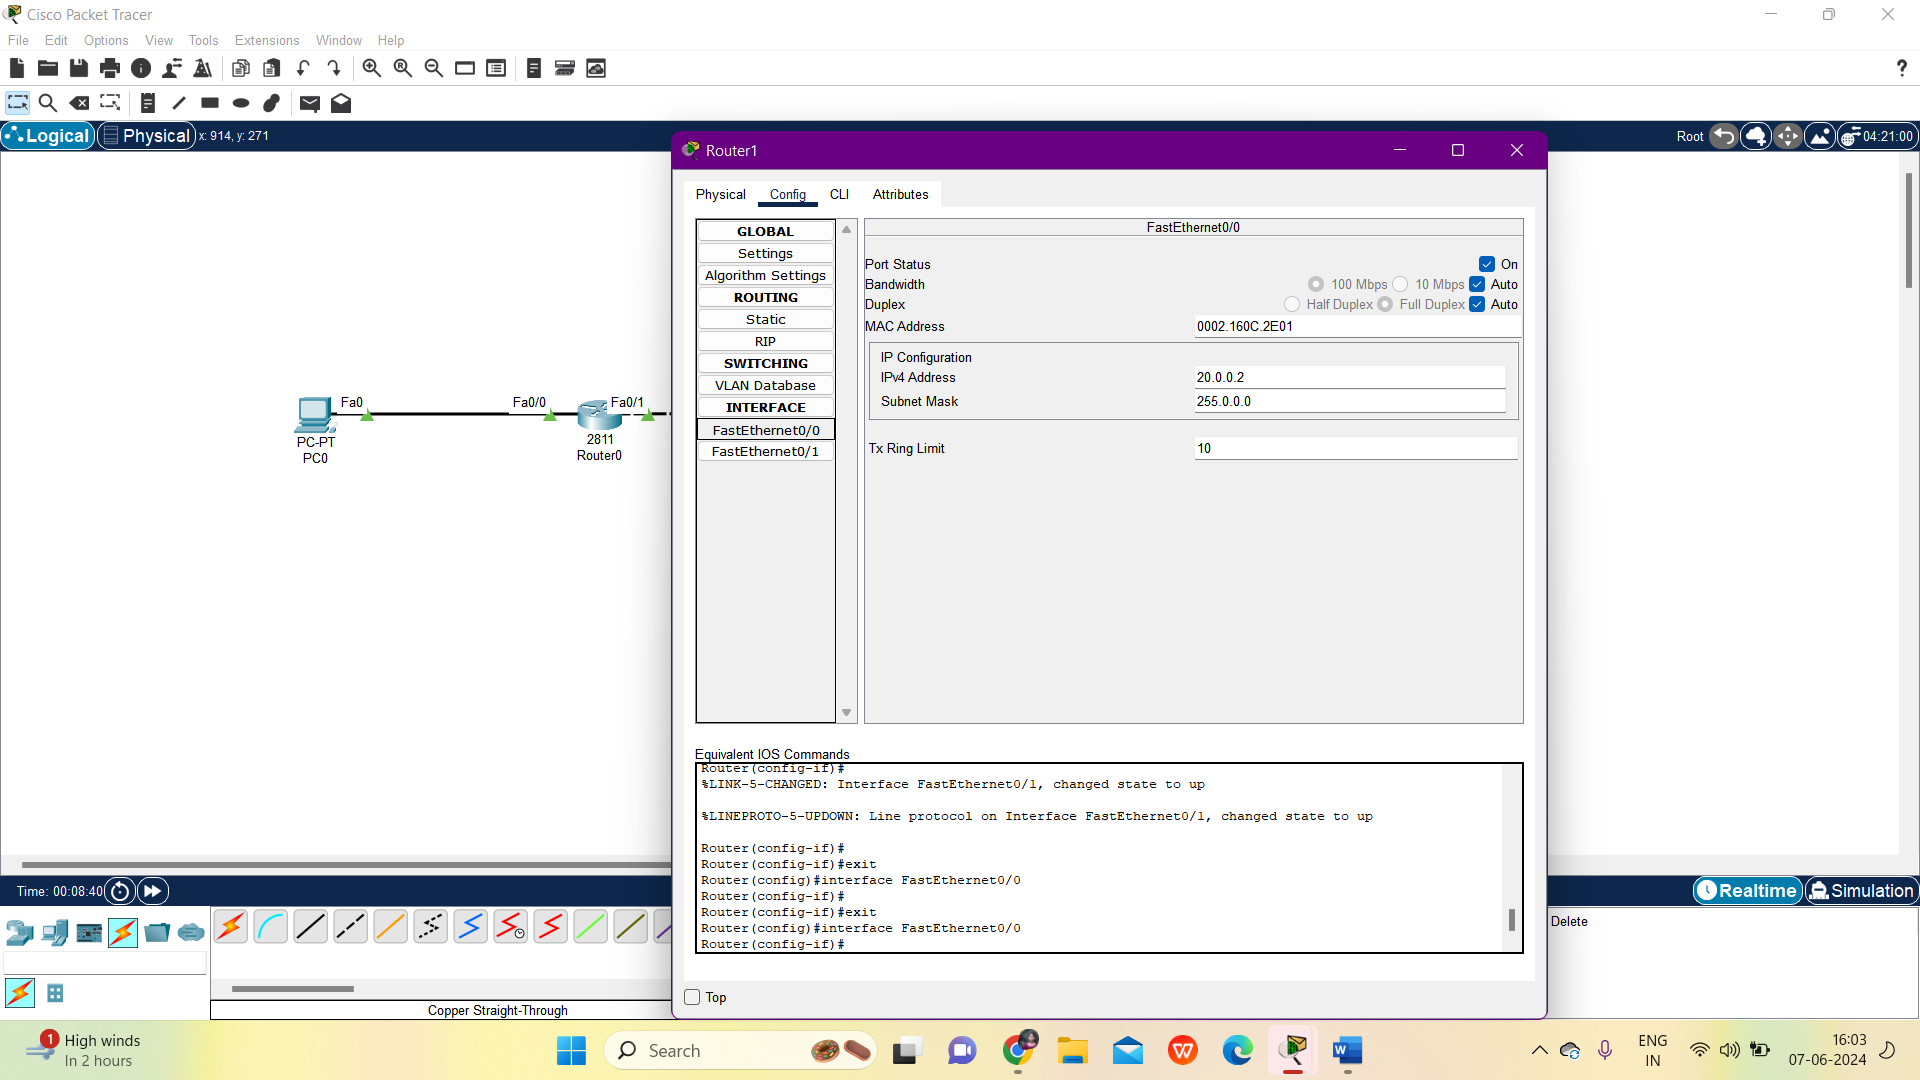 Cisco Packet Tracer
File Edit Options View Tools Extensions Window Help
?
Logical Physical x: 914, y: 271
Root 04:21:00
Router1
Physical Config CLI Attributes
GLOBAL
Settings
Algorithm Settings
ROUTING
Static
RIP
SWITCHING
VLAN Database
INTERFACE
FastEthernet0/0
FastEthernet0/1
FastEthernet0/0
Port Status On
Bandwidth 100 Mbps 10 Mbps Auto
Duplex Half Duplex Full Duplex Auto
MAC Address 0002.160C.2E01
IP Configuration
IPv4 Address 20.0.0.2
Subnet Mask 255.0.0.0
Tx Ring Limit 10
Fa0 Fa0/0 Fa0/1
PC-PT
PC0
2811
Router0
Equivalent IOS Commands
Router(config-if)#
%LINK-5-CHANGED: Interface FastEthernet0/1, changed state to up
%LINEPROTO-5-UPDOWN: Line protocol on Interface FastEthernet0/1, changed state to up
Router(config-if)#
Router(config-if)#exit
Router(config)#interface FastEthernet0/0
Router(config-if)#
Router(config-if)#exit
Router(config)#interface FastEthernet0/0
Router(config-if)#
Top
Time: 00:08:40
Realtime Simulation
Delete
Copper Straight-Through
1
High winds
In 2 hours
Search
W
W
ENG
IN
16:03
07-06-2024